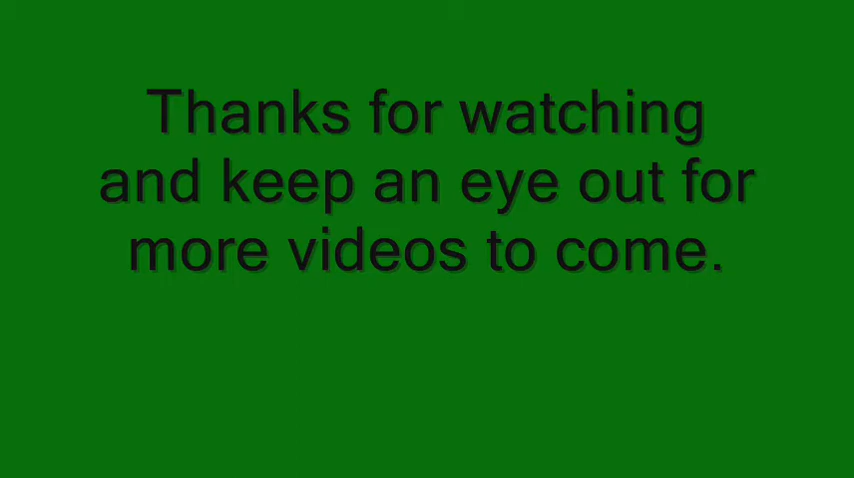 Thanks for watching
and keep an eye out for
more videos to come.